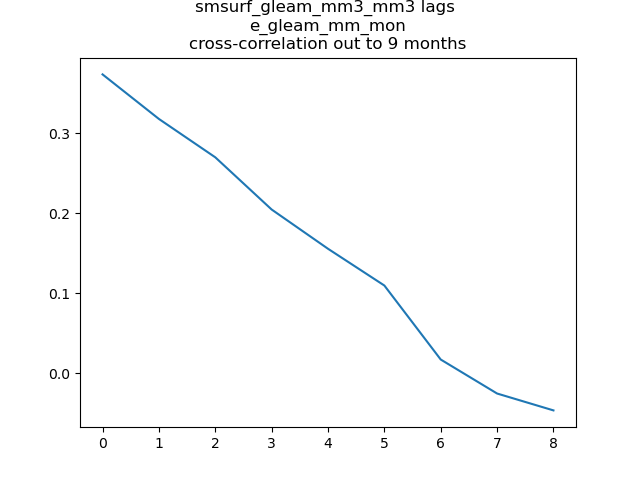 smsurf_gleam_mm3_mm3 lags
e_gleam_mm_mon
cross-correlation out to 9 months
0.3
0.2
0.1
0.0
0 1 2 3 4 5 6 7 8